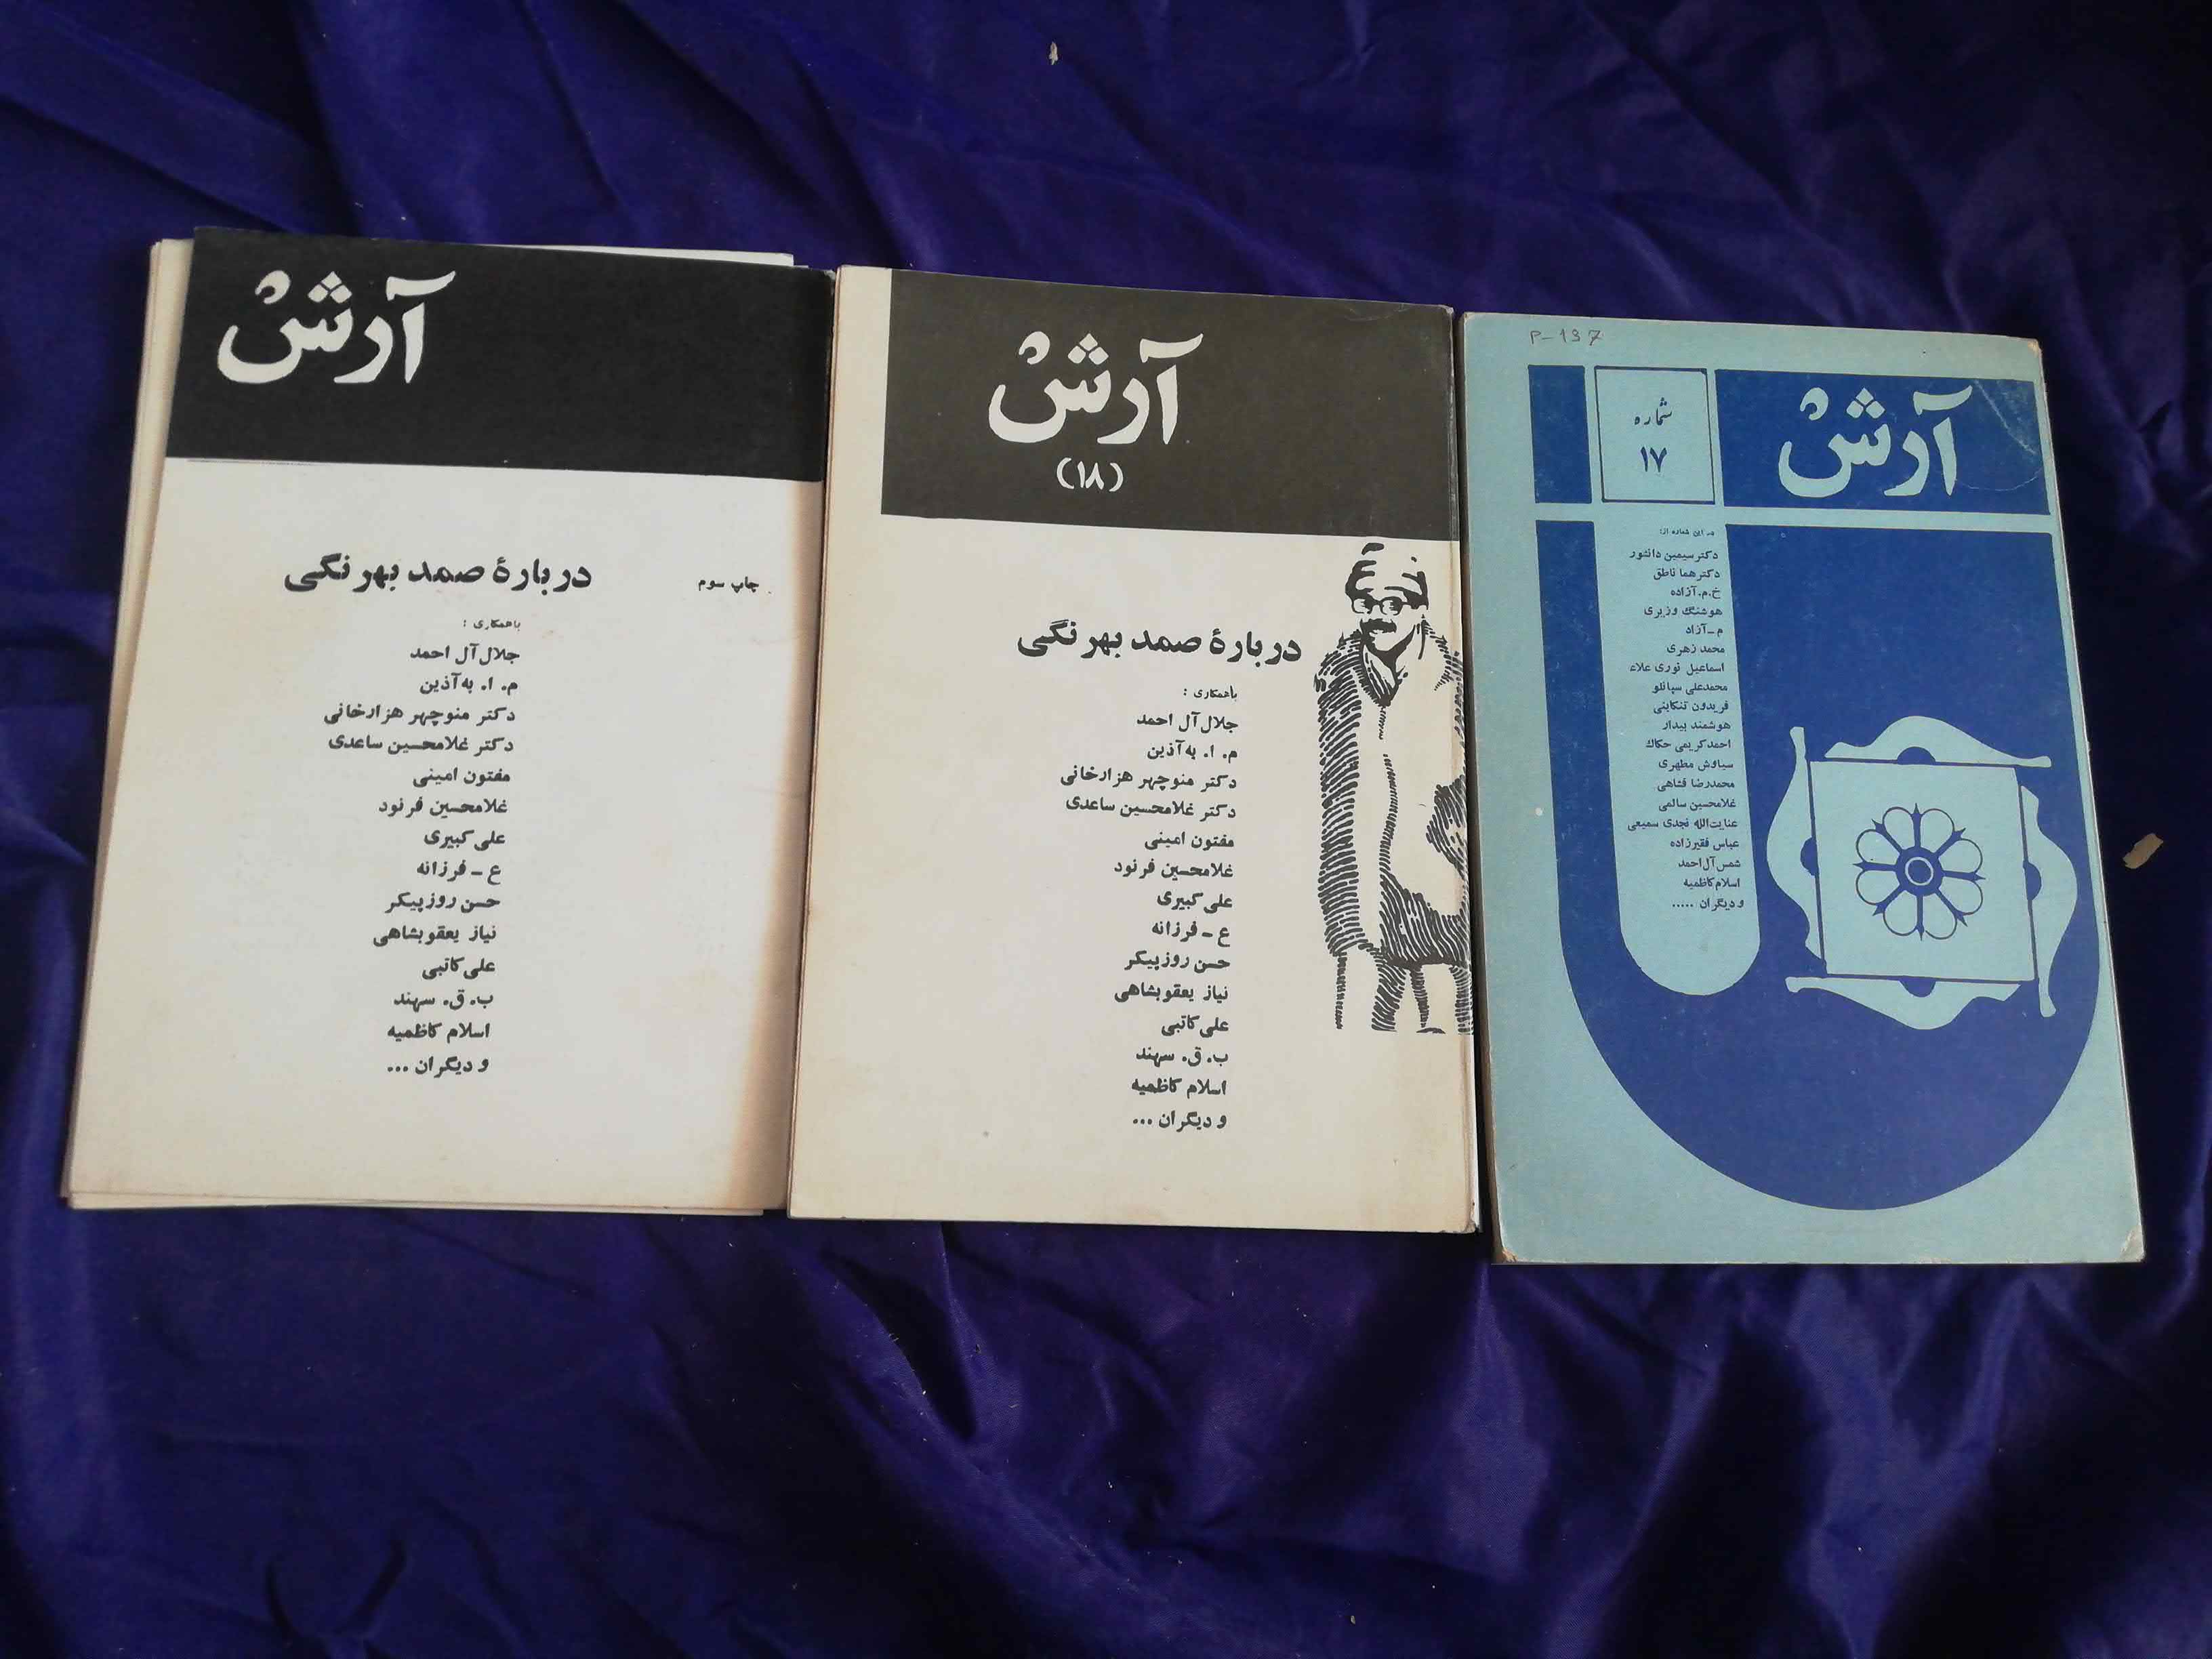 P-137
آرش
شماره
۱۷
در این شماره از:
دکتر سیمین دانشور
دکتر هما ناطق
خ.م.آزاده
هوشنگ وزیری
م-آزاد
محمد زهری
اسماعیل نوری علاء
محمدعلی سپانلو
فریدون تنکابنی
هوشمند بیدار
احمد کریمی حکاك
سیاوش مطهری
محمدرضا فشاهی
غلامحسین سالمی
عنایت‌الله نجدی سمیعی
عباس فقیرزاده
شمس آل احمد
اسلام کاظمیه
و دیگران .....
آرش
(۱۸)
دربارۀ صمد بهرنگی
باهمکاری :
جلال آل احمد
م. ا. به‌آذین
دکتر منوچهر هزارخانی
دکتر غلامحسین ساعدی
مفتون امینی
غلامحسین فرنود
علی کبیری
ع - فرزانه
حسن روزپیکر
نیاز یعقوبشاهی
علی کاتبی
ب. ق. سهند
اسلام کاظمیه
و دیگران ...
آرش
دربارۀ صمد بهرنگی
چاپ سوم
باهمکاری :
جلال آل احمد
م. ا. به‌آذین
دکتر منوچهر هزارخانی
دکتر غلامحسین ساعدی
مفتون امینی
غلامحسین فرنود
علی کبیری
ع - فرزانه
حسن روزپیکر
نیاز یعقوبشاهی
علی کاتبی
ب. ق. سهند
اسلام کاظمیه
و دیگران ...